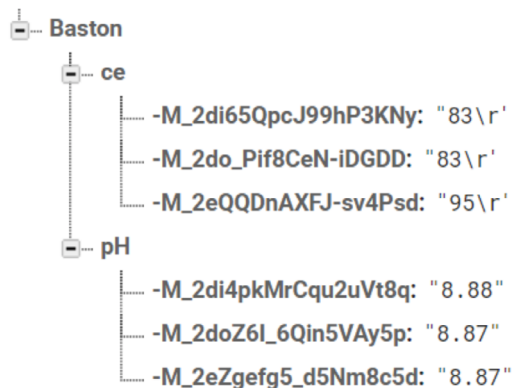 Baston
ce
-M_2di65QpcJ99hP3KNy: "83\r'
-M_2do_Pif8CeN-iDGDD: "83\r'
-M_2eQQDnAXFJ-sv4Psd: "95\r'
pH
-M_2di4pkMrCqu2uVt8q: "8.88"
-M_2doZ6I_6Qin5VAy5p: "8.87"
-M_2eZgefg5_d5Nm8c5d: "8.87"